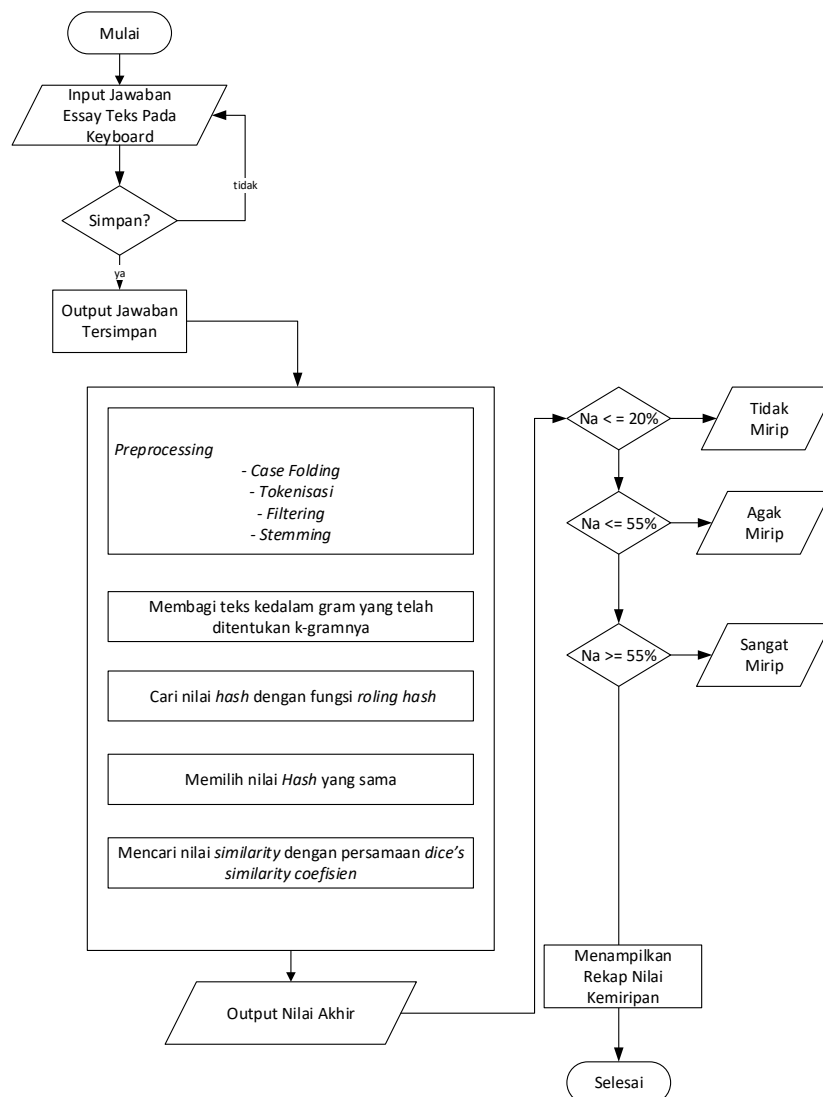 Mulai
Input Jawaban
Essay Teks Pada
Keyboard
tidak
Simpan?
ya
Output Jawaban
Tersimpan
Preprocessing
- Case Folding
- Tokenisasi
- Filtering
- Stemming
Membagi teks kedalam gram yang telah
ditentukan k-gramnya
Cari nilai hash dengan fungsi roling hash
Memilih nilai Hash yang sama
Mencari nilai similarity dengan persamaan dice’s
similarity coefisien
Output Nilai Akhir
Na < = 20%
Tidak
Mirip
Na <= 55%
Agak
Mirip
Na >= 55%
Sangat
Mirip
Menampilkan
Rekap Nilai
Kemiripan
Selesai